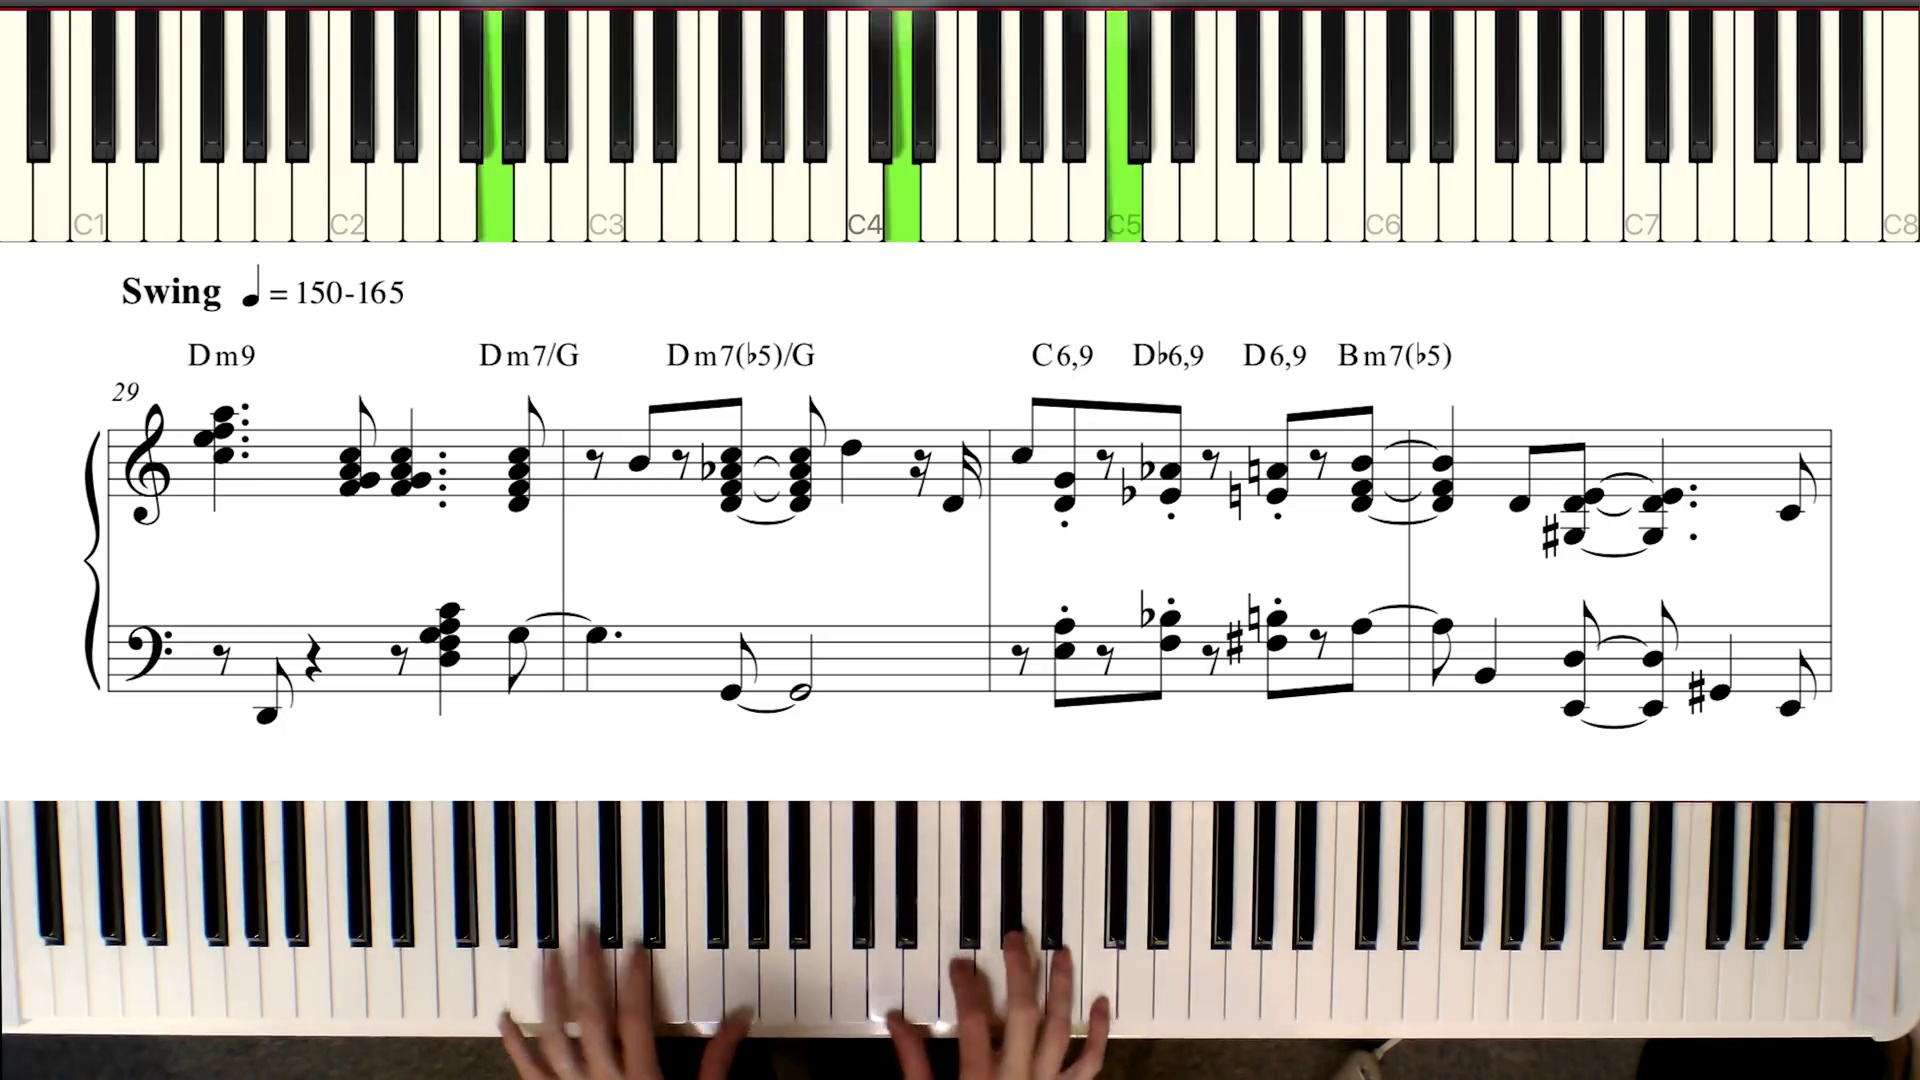 C1 C2 C3 C4 C5 C6 C7 C8
Swing ♩ = 150-165
Dm9 Dm7/G Dm7(♭5)/G C6,9 D♭6,9 D6,9 Bm7(♭5)
29